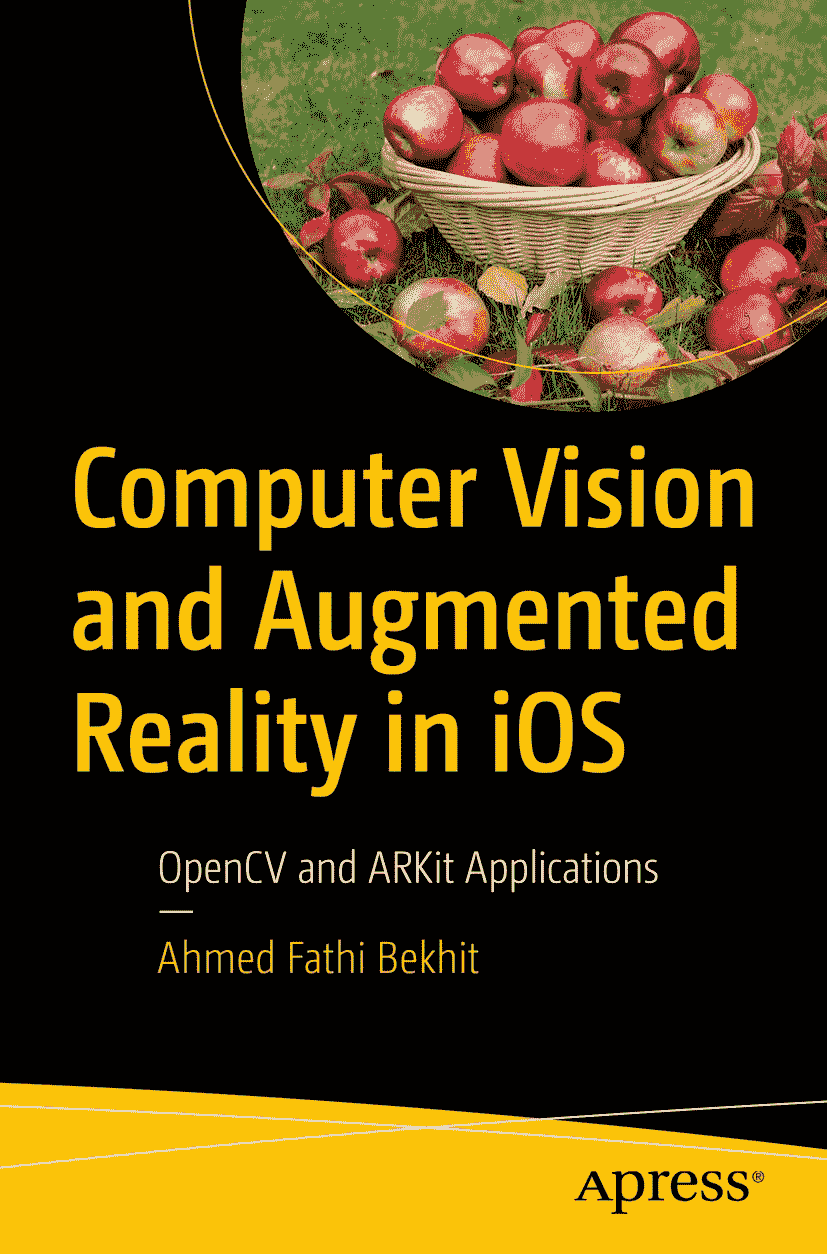 Computer Vision
and Augmented
Reality in iOS
OpenCV and ARKit Applications
Ahmed Fathi Bekhit
Apress®